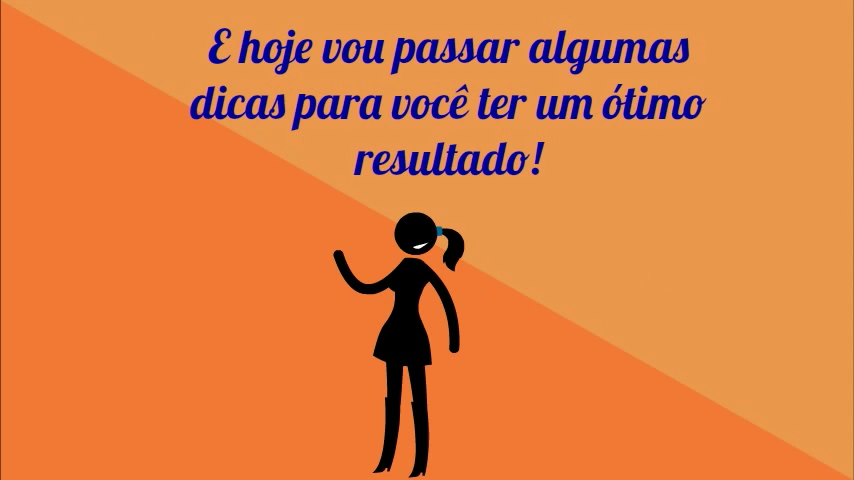 E hoje vou passar algumas
dicas para você ter um ótimo
resultado!